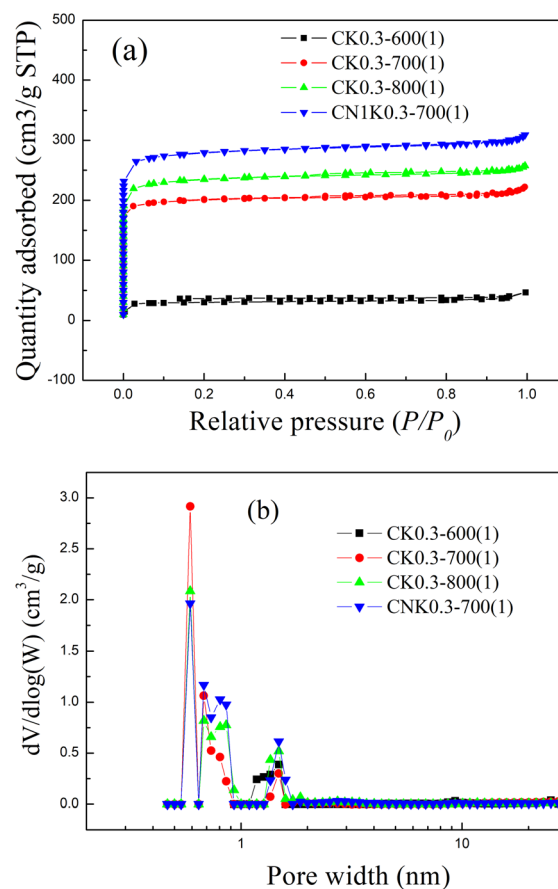 (a)
CK0.3-600(1)
CK0.3-700(1)
CK0.3-800(1)
CN1K0.3-700(1)
Quantity adsorbed (cm3/g STP)
500
400
300
200
100
0
-100
0.0 0.2 0.4 0.6 0.8 1.0
Relative pressure (P/P0)
(b)
CK0.3-600(1)
CK0.3-700(1)
CK0.3-800(1)
CNK0.3-700(1)
dV/dlog(W) (cm³/g)
3.0
2.5
2.0
1.5
1.0
0.5
0.0
1 10
Pore width (nm)